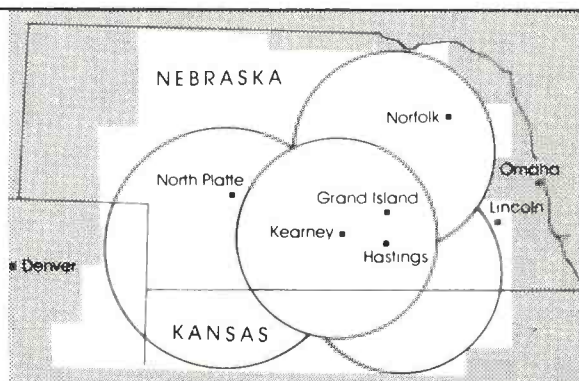 NEBRASKA
Norfolk
North Platte
Omaha
Grand Island
Lincoln
Kearney
Hastings
Denver
KANSAS